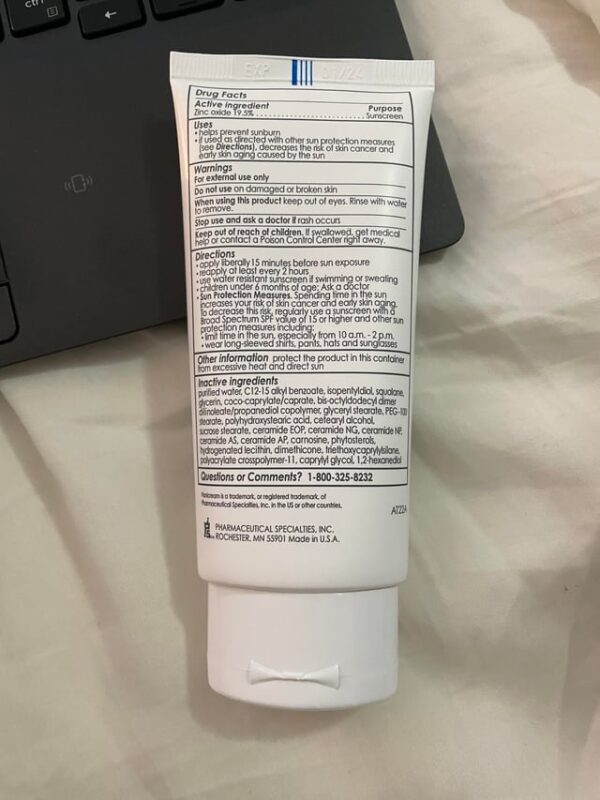 ctrl
EXP 01/24
Drug Facts
Active ingredient Purpose
Zinc oxide 19.5%...............................Sunscreen
Uses
• helps prevent sunburn
• if used as directed with other sun protection measures
(see Directions), decreases the risk of skin cancer and
early skin aging caused by the sun
Warnings
For external use only
Do not use on damaged or broken skin
When using this product keep out of eyes. Rinse with water
to remove.
Stop use and ask a doctor if rash occurs
Keep out of reach of children. If swallowed, get medical
help or contact a Poison Control Center right away.
Directions
• apply liberally 15 minutes before sun exposure
• reapply at least every 2 hours
• use water resistant sunscreen if swimming or sweating
• children under 6 months of age: Ask a doctor
• Sun Protection Measures. Spending time in the sun
increases your risk of skin cancer and early skin aging.
To decrease this risk, regularly use a sunscreen with a
Broad Spectrum SPF value of 15 or higher and other sun
protection measures including:
• limit time in the sun, especially from 10 a.m. - 2 p.m.
• wear long-sleeved shirts, pants, hats and sunglasses
Other information protect the product in this container
from excessive heat and direct sun
Inactive ingredients
purified water, C12-15 alkyl benzoate, isopentyldiol, squalane,
glycerin, coco-caprylate/caprate, bis-octyldodecyl dimer
dilinoleate/propanediol copolymer, glyceryl stearate, PEG-100
stearate, polyhydroxystearic acid, cetearyl alcohol,
sucrose stearate, ceramide EOP, ceramide NG, ceramide NP,
ceramide AS, ceramide AP, carnosine, phytosterols,
hydrogenated lecithin, dimethicone, triethoxycaprylylsilane,
polyacrylate crosspolymer-11, caprylyl glycol, 1,2-hexanediol
Questions or Comments? 1-800-325-8232
Vanicream is a trademark, or registered trademark, of
Pharmaceutical Specialties, Inc. in the US or other countries.
AT22A
PHARMACEUTICAL SPECIALTIES, INC.
ROCHESTER, MN 55901 Made in U.S.A.